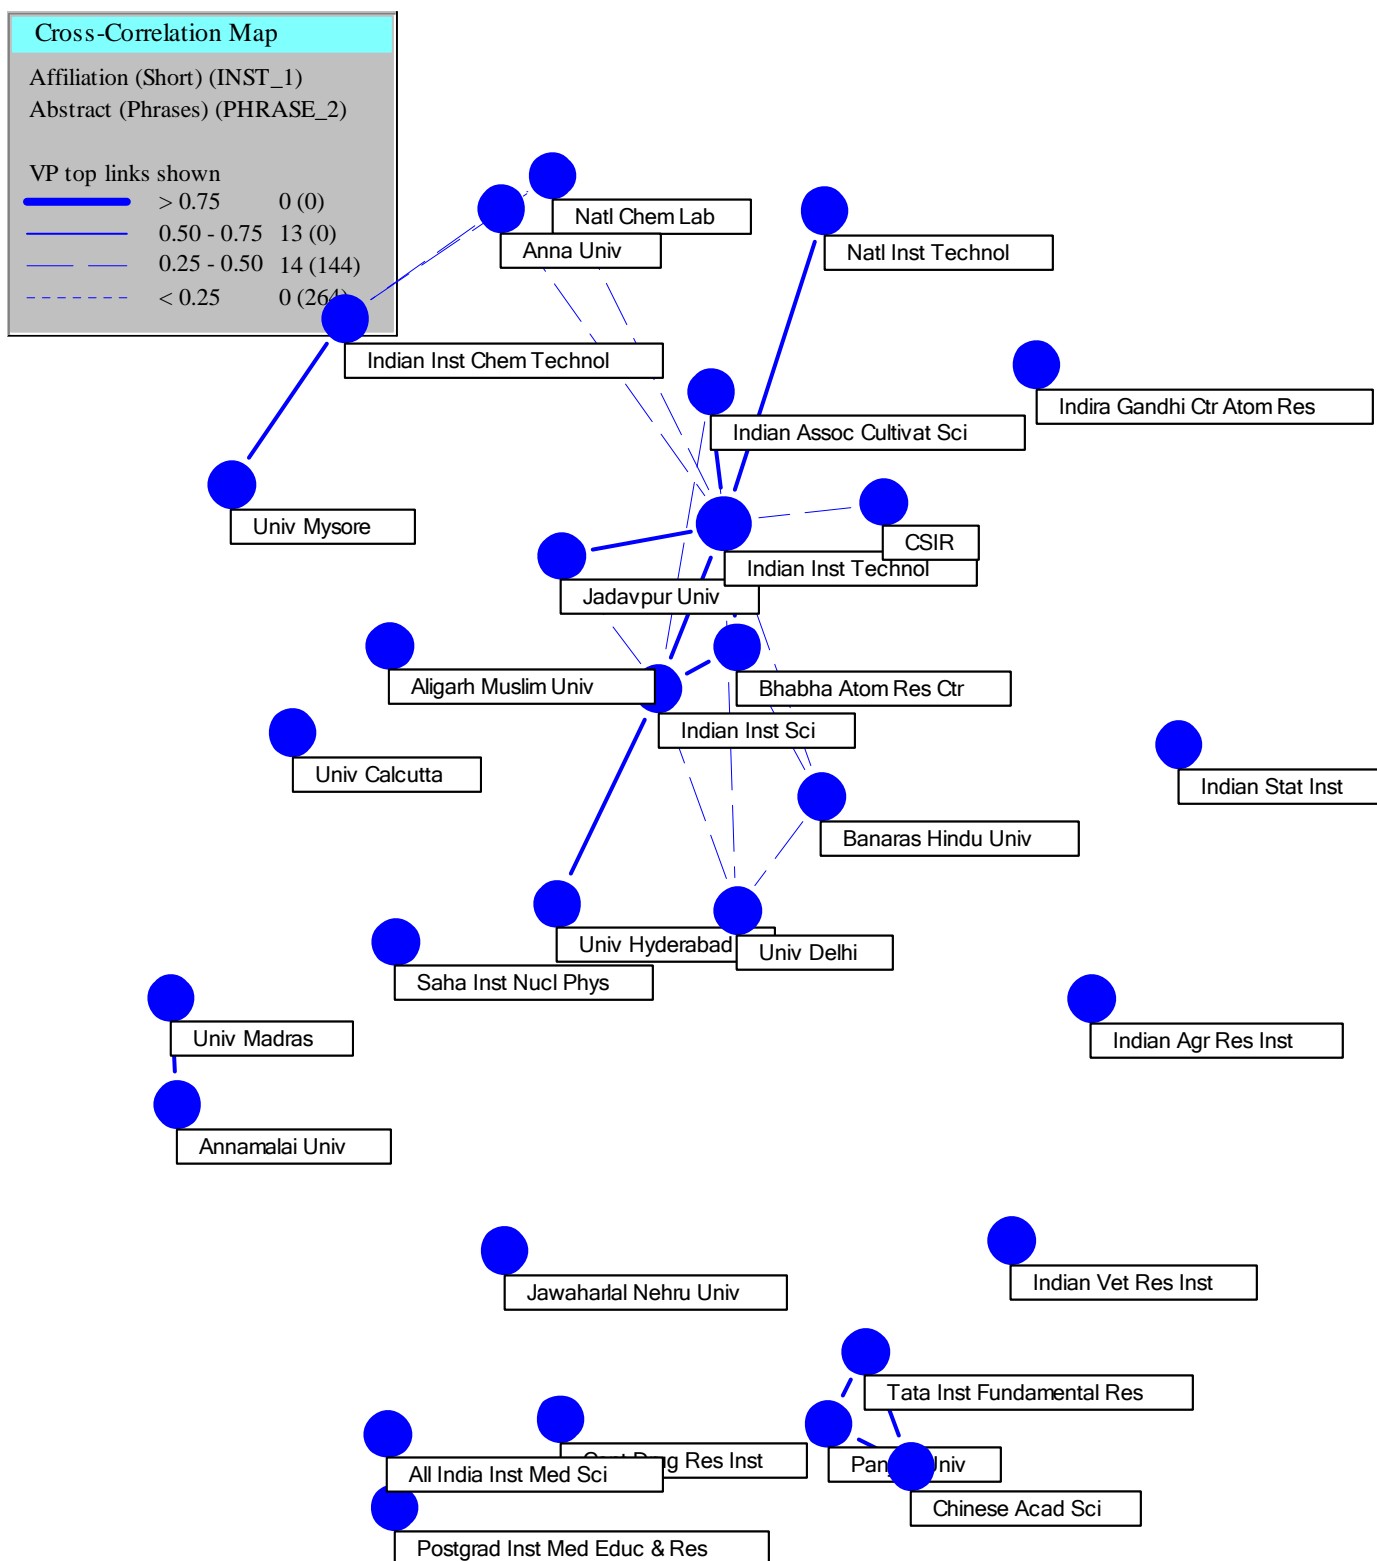 Cross-Correlation Map
Affiliation (Short) (INST_1)
Abstract (Phrases) (PHRASE_2)
VP top links shown
> 0.75 0 (0)
0.50 - 0.75 13 (0)
0.25 - 0.50 14 (144)
< 0.25 0 (264
Natl Chem Lab
Anna Univ
Natl Inst Technol
Indian Inst Chem Technol
Indira Gandhi Ctr Atom Res
Indian Assoc Cultivat Sci
Univ Mysore
CSIR
Indian Inst Technol
Jadavpur Univ
Aligarh Muslim Univ
Bhabha Atom Res Ctr
Indian Inst Sci
Univ Calcutta
Indian Stat Inst
Banaras Hindu Univ
Univ Hyderabad
Univ Delhi
Saha Inst Nucl Phys
Univ Madras
Indian Agr Res Inst
Annamalai Univ
Jawaharlal Nehru Univ
Indian Vet Res Inst
Tata Inst Fundamental Res
Res Inst
All India Inst Med Sci
Univ
Chinese Acad Sci
Postgrad Inst Med Educ & Res